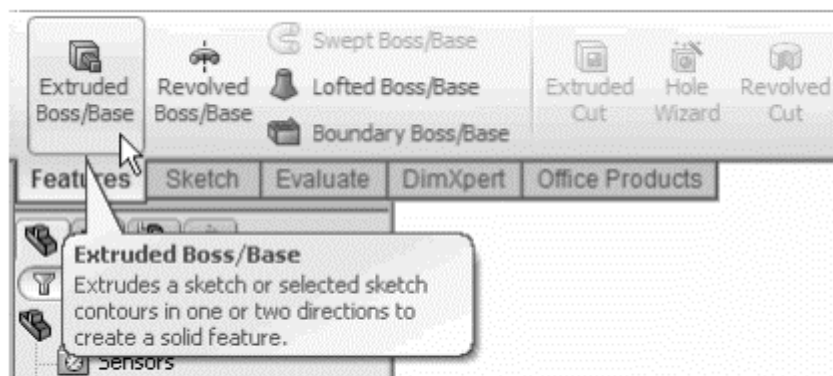 Extruded
Boss/Base
Revolved
Boss/Base
Swept Boss/Base
Lofted Boss/Base
Boundary Boss/Base
Extruded
Cut
Hole
Wizard
Revolved
Cut
Features
Sketch
Evaluate
DimXpert
Office Products
Extruded Boss/Base
Extrudes a sketch or selected sketch
contours in one or two directions to
create a solid feature.
Sensors